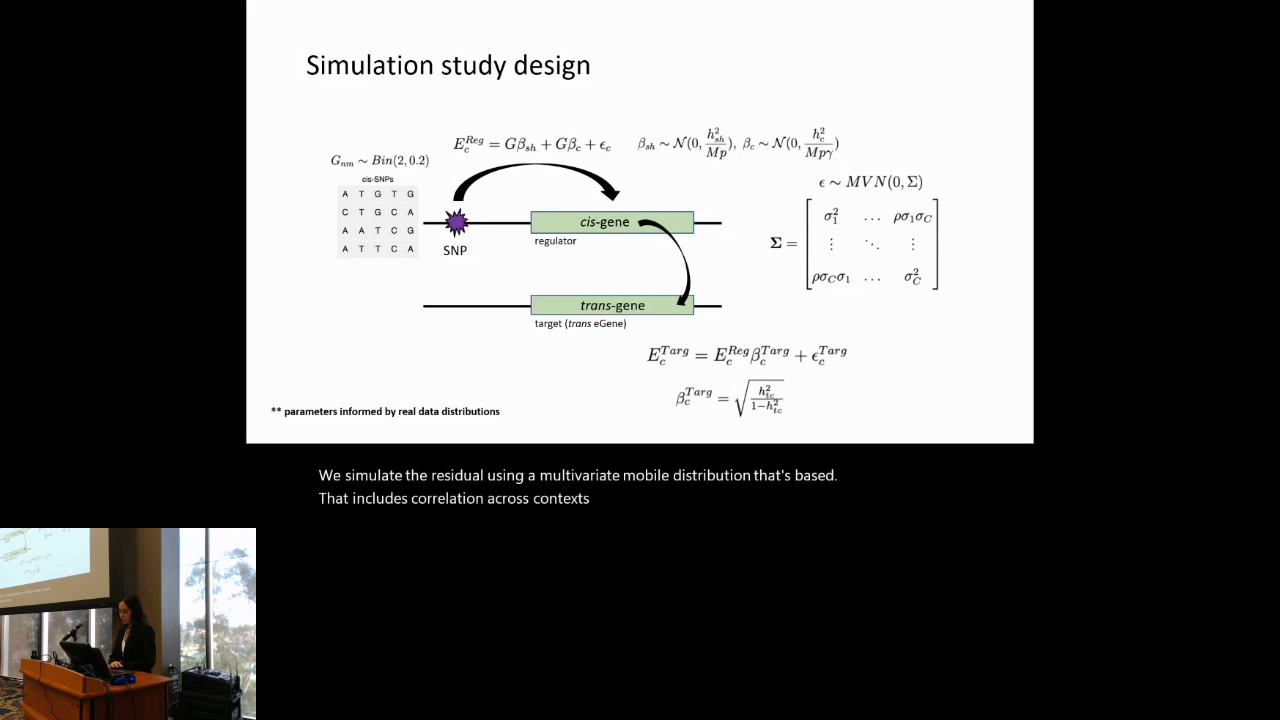 Simulation study design
E_c^{Reg} = Gβ_{sh} + Gβ_c + ϵ_c
β_{sh} ∼ N(0, h_{sh}^2/Mp), β_c ∼ N(0, h_c^2/Mpγ)
G_{nm} ∼ Bin(2, 0.2)
cis-SNPs
A T G T G
C T G C A
A A T C G
A T T C A
SNP
cis-gene
regulator
trans-gene
target (trans eGene)
ϵ ∼ MVN(0, Σ)
Σ =
σ_1^2 … ρσ_1σ_C
⋮ ⋱ ⋮
ρσ_Cσ_1 … σ_C^2
E_c^{Targ} = E_c^{Reg}β_c^{Targ} + ϵ_c^{Targ}
β_c^{Targ} = √(h_{tc}^2/1−h_{tc}^2)
** parameters informed by real data distributions
We simulate the residual using a multivariate mobile distribution that's based.
That includes correlation across contexts